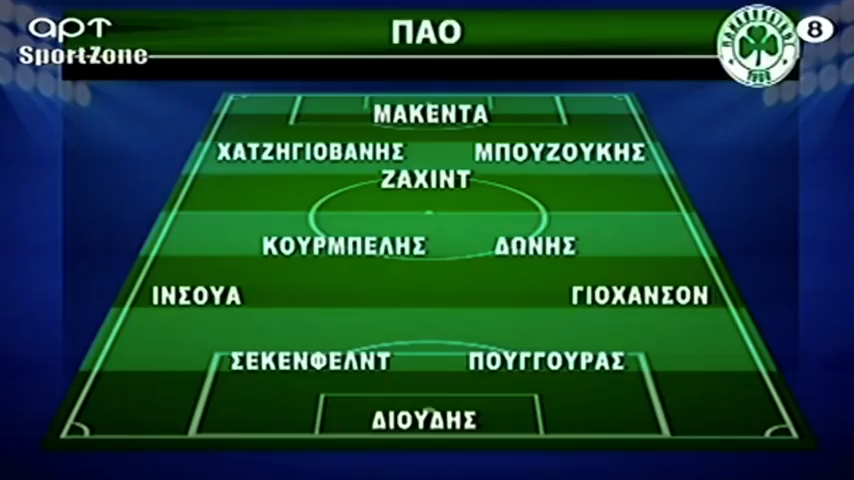 αρτ
SportZone
ΠΑΟ
8
ΜΑΚΕΝΤΑ
ΧΑΤΖΗΓΙΟΒΑΝΗΣ ΜΠΟΥΖΟΥΚΗΣ
ΖΑΧΙΝΤ
ΚΟΥΡΜΠΕΛΗΣ ΔΩΝΗΣ
ΙΝΣΟΥΑ ΓΙΟΧΑΝΣΟΝ
ΣΕΚΕΝΦΕΛΝΤ ΠΟΥΓΓΟΥΡΑΣ
ΔΙΟΥΔΗΣ